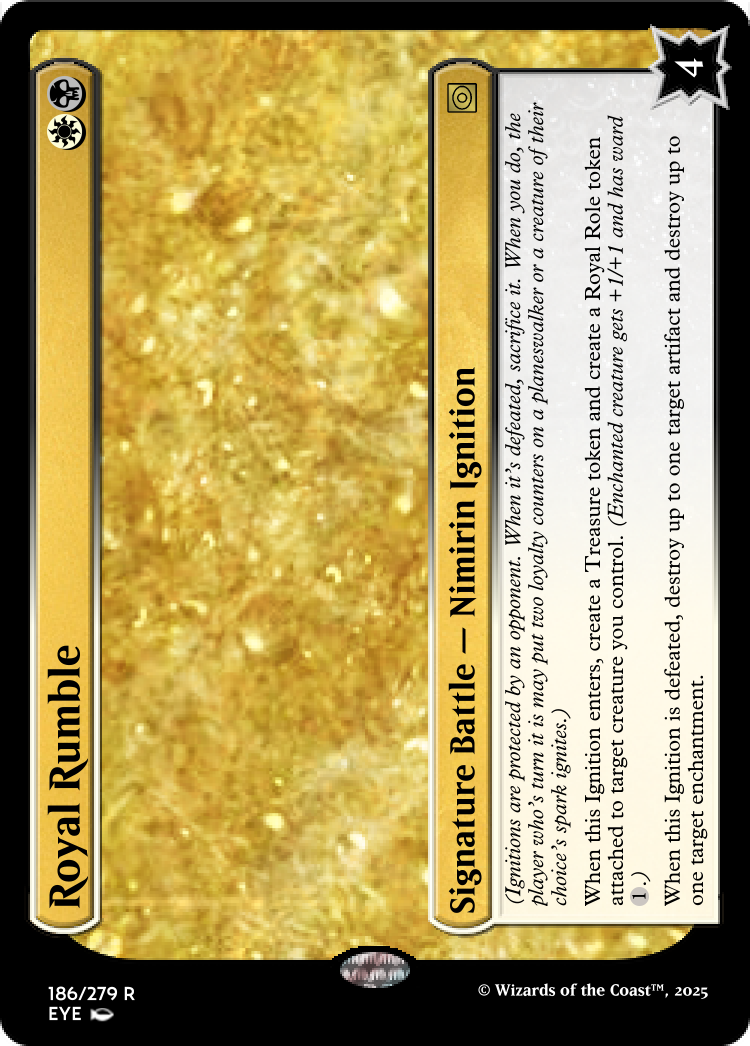 Royal Rumble
Signature Battle — Nimirin Ignition
(Ignitions are protected by an opponent. When it's defeated, sacrifice it. When you do, the
player who's turn it is may put two loyalty counters on a planeswalker or a creature of their
choice's spark ignites.)
When this Ignition enters, create a Treasure token and create a Royal Role token
attached to target creature you control. (Enchanted creature gets +1/+1 and has ward
1.)
When this Ignition is defeated, destroy up to one target artifact and destroy up to
one target enchantment.
4
186/279 R
EYE
© Wizards of the Coast™, 2025